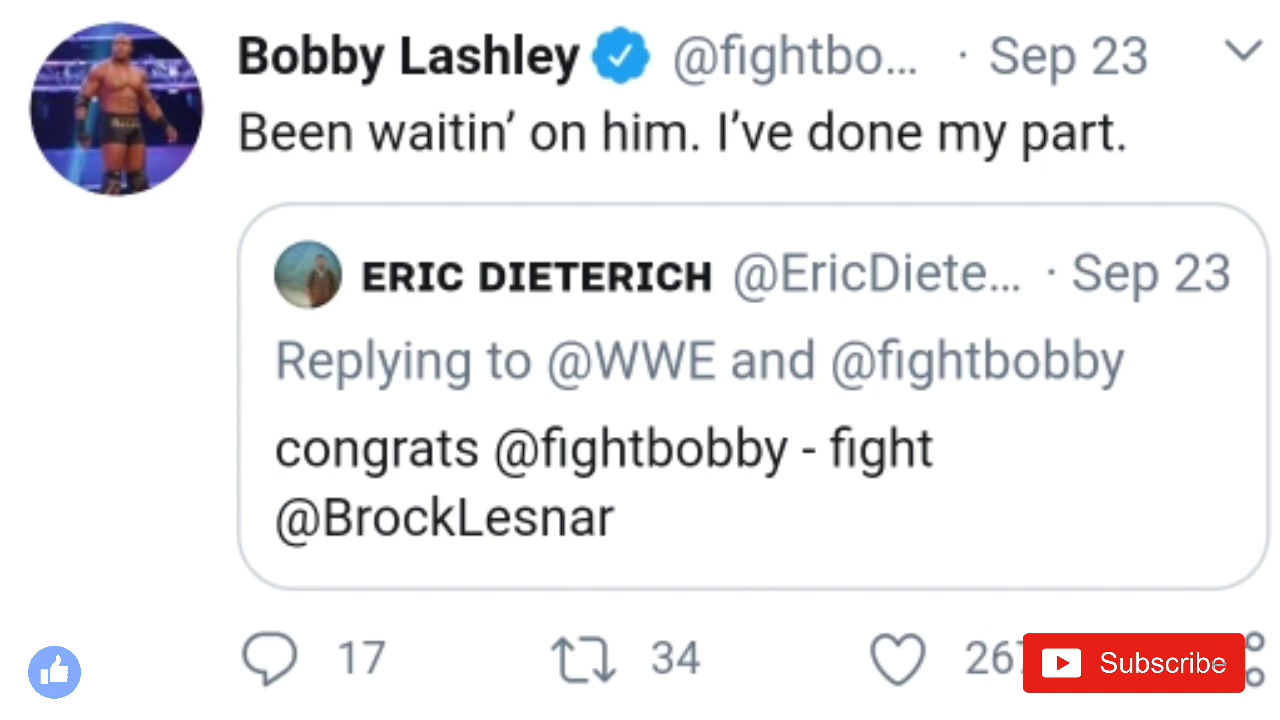 Bobby Lashley @fightbo... · Sep 23
Been waitin’ on him. I’ve done my part.
ERIC DIETERICH @EricDiete... · Sep 23
Replying to @WWE and @fightbobby
congrats @fightbobby - fight
@BrockLesnar
17 34 267 Subscribe